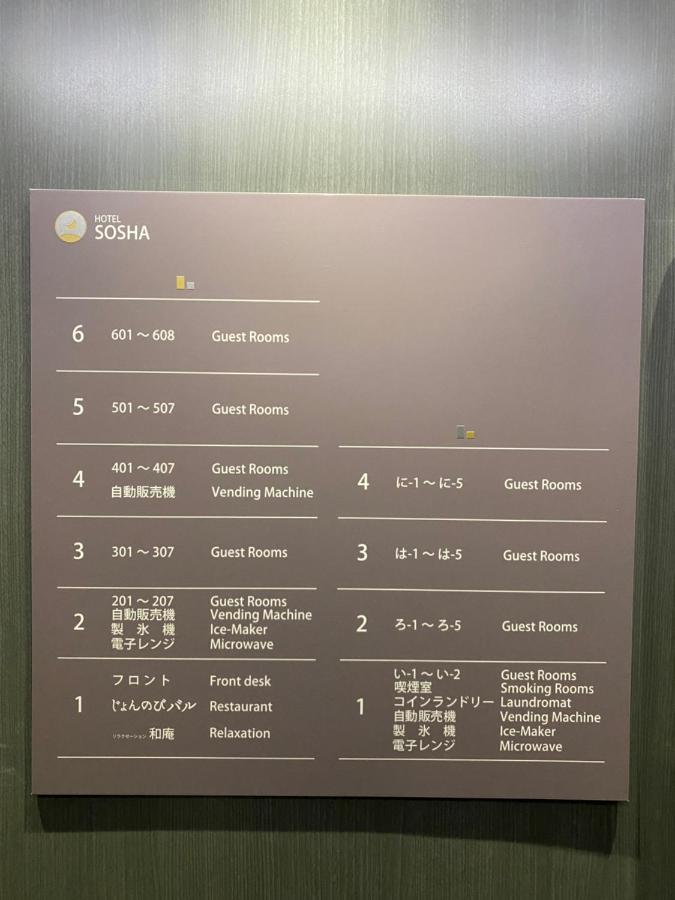 HOTEL
SOSHA
6 601～608 Guest Rooms
5 501～507 Guest Rooms
4 401～407 Guest Rooms
自動販売機 Vending Machine
3 301～307 Guest Rooms
2 201～207 Guest Rooms
自動販売機 Vending Machine
製氷機 Ice-Maker
電子レンジ Microwave
1 フロント Front desk
じょんのびバル Restaurant
リラクゼーション 和庵 Relaxation
4 に-1～に-5 Guest Rooms
3 は-1～は-5 Guest Rooms
2 ろ-1～ろ-5 Guest Rooms
1 い-1～い-2 Guest Rooms
喫煙室 Smoking Rooms
コインランドリー Laundromat
自動販売機 Vending Machine
製氷機 Ice-Maker
電子レンジ Microwave